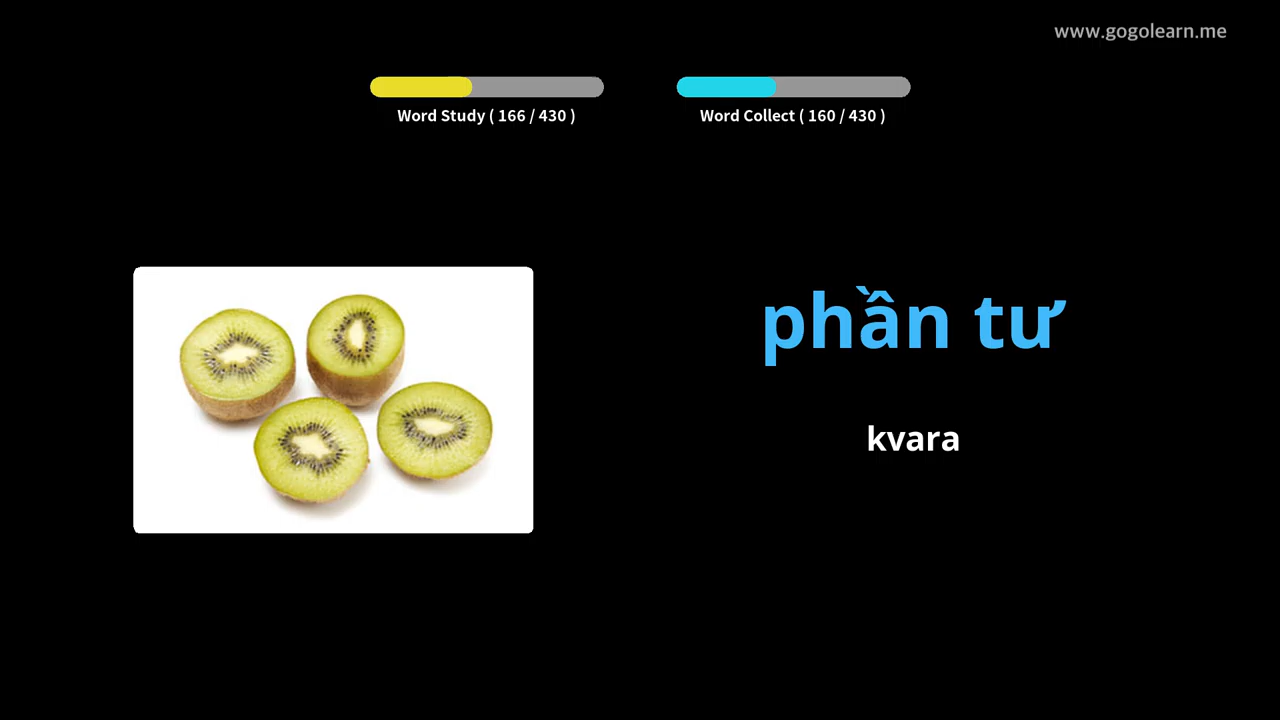 www.gogolearn.me
Word Study ( 166 / 430 )
Word Collect ( 160 / 430 )
phần tư
kvara